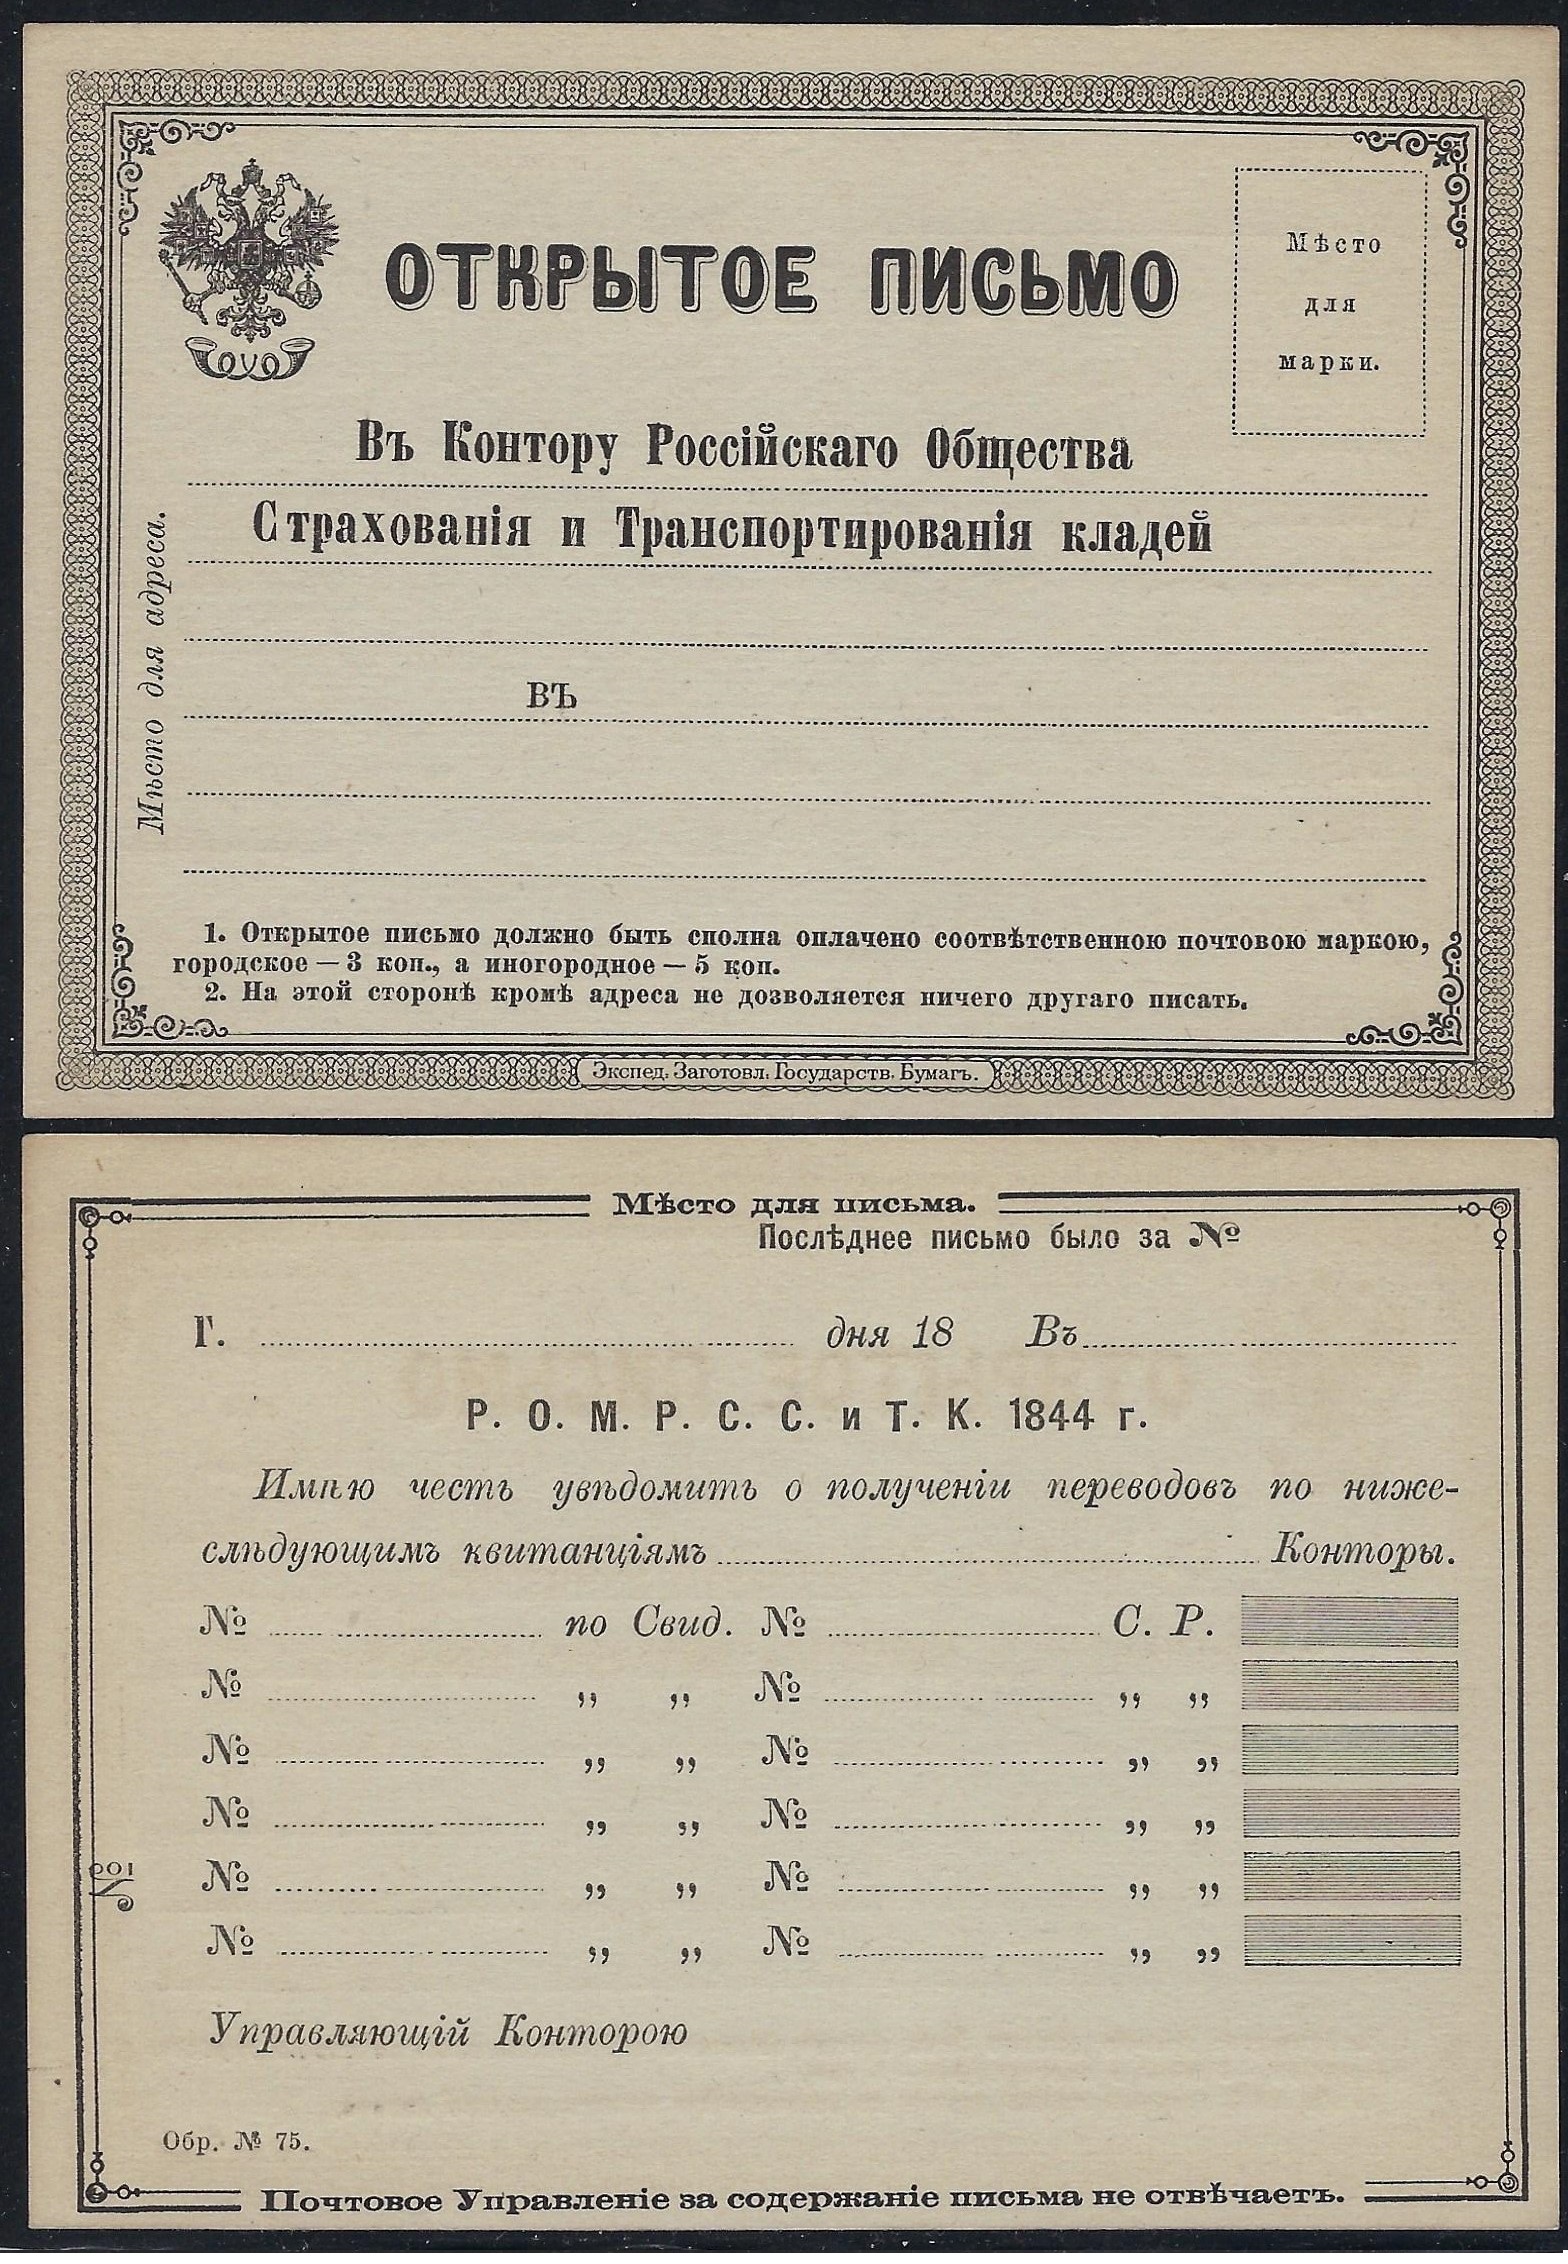 ОТКРЫТОЕ ПИСЬМО
Мѣсто
для
марки.
Въ Контору Россійскаго Общества
Страхованія и Транспортированія кладей
Мѣсто для адреса.
ВЪ
1. Открытое письмо должно быть сполна оплачено соотвѣтственною почтовою маркою,
городское — 3 коп., а иногородное — 5 коп.
2. На этой сторонѣ кромѣ адреса не дозволяется ничего другаго писать.
Экспед. Заготовл. Государств. Бумагъ.
Мѣсто для письма.
Послѣднее письмо было за №
Г. дня 18 Въ
Р. О. М. Р. С. С. и Т. К. 1844 г.
Имѣю честь увѣдомить о полученіи переводовъ по ниже-
слѣдующимъ квитанціямъ Конторы.
№ по Свид. № С. Р.
№ „ „ № „ „
№ „ „ № „ „
№ „ „ № „ „
№ „ „ № „ „
№ „ „ № „ „
№
Управляющій Конторою
Обр. № 75.
Почтовое Управленіе за содержаніе письма не отвѣчаетъ.